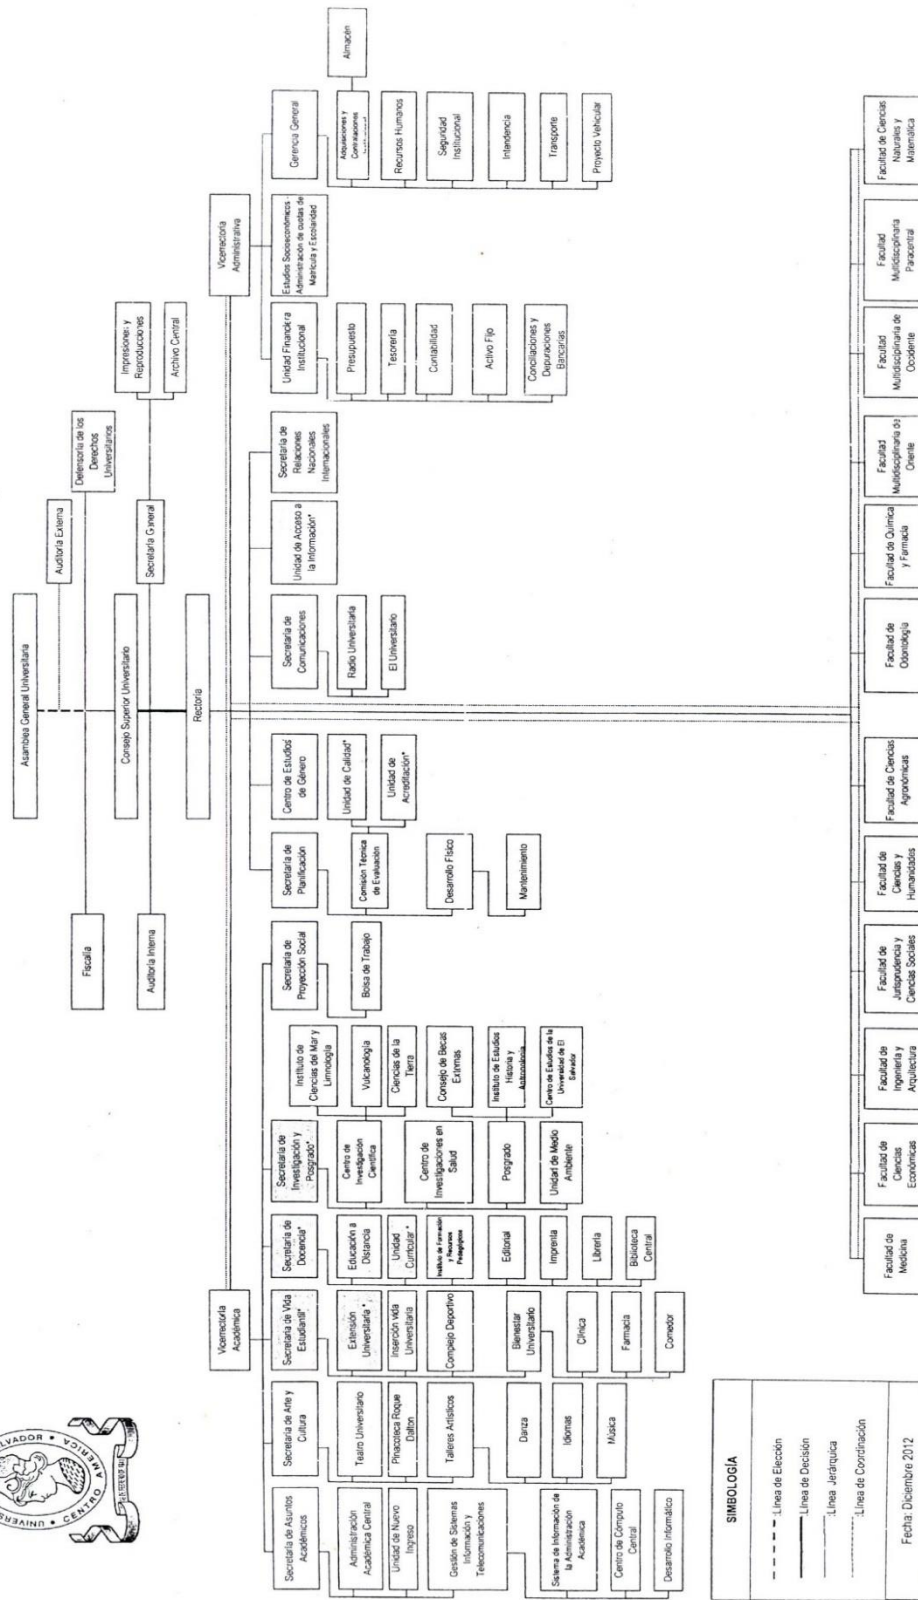 Asamblea General Universitaria
Auditoría Externa
Fiscalía
Defensoría de los
Derechos
Universitarios
Consejo Superior Universitario
Auditoría Interna
Secretaría General
Impresiones y
Reproducciones
Archivo Central
Rectoría
Vicerrectoría
Académica
Vicerrectoría
Administrativa
Secretaría de Asuntos
Académicos
Administración
Académica Central
Unidad de Nuevo
Ingreso
Gestión de Sistemas
Información y
Telecomunicaciones
Sistema de Información de
la Administración
Académica
Centro de Cómputo
Central
Desarrollo Informático
Secretaría de Arte y
Cultura
Teatro Universitario
Pinacoteca Roque
Dalton
Talleres Artísticos
Danza
Idiomas
Música
Secretaría de Vida
Estudiantil*
Extensión
Universitaria *
Inserción vida
Universitaria
Complejo Deportivo
Bienestar
Universitario
Clínica
Farmacia
Comedor
Secretaría de
Docencia*
Educación a
Distancia
Unidad
Curricular *
Instituto de Formación
y Recursos
Pedagógicos
Editorial
Imprenta
Librería
Biblioteca
Central
Secretaría de
Investigación y
Posgrado*
Centro de
Investigación
Científica
Centro de
Investigaciones en
Salud
Posgrado
Unidad de Medio
Ambiente
Instituto de
Ciencias del Mar y
Limnología
Vulcanología
Ciencias de la
Tierra
Consejo de Becas
Externas
Instituto de Estudios
Historia y
Antropología
Centro de Estudios de la
Universidad de El
Salvador
Secretaría de
Proyección Social
Bolsa de Trabajo
Secretaría de
Planificación
Comisión Técnica
de Evaluación
Desarrollo Físico
Mantenimiento
Centro de Estudios
de Género
Unidad de Calidad*
Unidad de
Acreditación*
Secretaría de
Comunicaciones
Radio Universitaria
El Universitario
Unidad de Acceso a
la Información*
Secretaría de
Relaciones
Nacionales
Internacionales
Unidad Financiera
Institucional
Presupuesto
Tesorería
Contabilidad
Activo Fijo
Conciliaciones y
Depuraciones
Bancarias
Estudios Socioeconómicos -
Administración de cuotas de
Matrícula y Escolaridad
Gerencia General
Adquisiciones y
Contrataciones
Almacén
Recursos Humanos
Seguridad
Institucional
Intendencia
Transporte
Proyecto Vehicular
Facultad de
Medicina
Facultad de
Ciencias
Económicas
Facultad de
Ingeniería y
Arquitectura
Facultad de
Jurisprudencia y
Ciencias Sociales
Facultad de
Ciencias y
Humanidades
Facultad de Ciencias
Agronómicas
Facultad de
Odontología
Facultad de Química
y Farmacia
Facultad
Multidisciplinaria de
Oriente
Facultad
Multidisciplinaria de
Occidente
Facultad
Multidisciplinaria
Paracentral
Facultad de Ciencias
Naturales y
Matemática
SIMBOLOGÍA
:Línea de Elección
:Línea de Decisión
:Línea Jerárquica
:Línea de Coordinación
Fecha: Diciembre 2012
CENTRO AMERICA